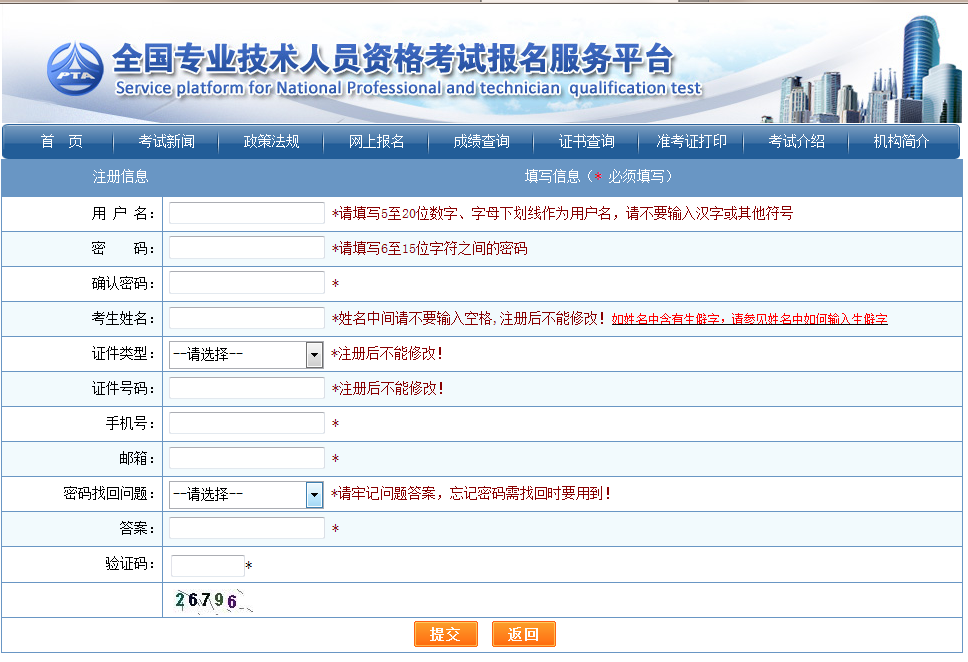 PTA
全国专业技术人员资格考试报名服务平台
Service platform for National Professional and technician qualification test
首 页 考试新闻 政策法规 网上报名 成绩查询 证书查询 准考证打印 考试介绍 机构简介
注册信息 填写信息（* 必须填写）
用 户 名： *请填写5至20位数字、字母下划线作为用户名，请不要输入汉字或其他符号
密 码： *请填写6至15位字符之间的密码
确认密码： *
考生姓名： *姓名中间请不要输入空格,注册后不能修改！如姓名中含有生僻字，请参见姓名中如何输入生僻字
证件类型： --请选择-- *注册后不能修改！
证件号码： *注册后不能修改！
手机号： *
邮箱： *
密码找回问题： --请选择-- *请牢记问题答案，忘记密码需找回时要用到！
答案： *
验证码： *
26796
提交 返回